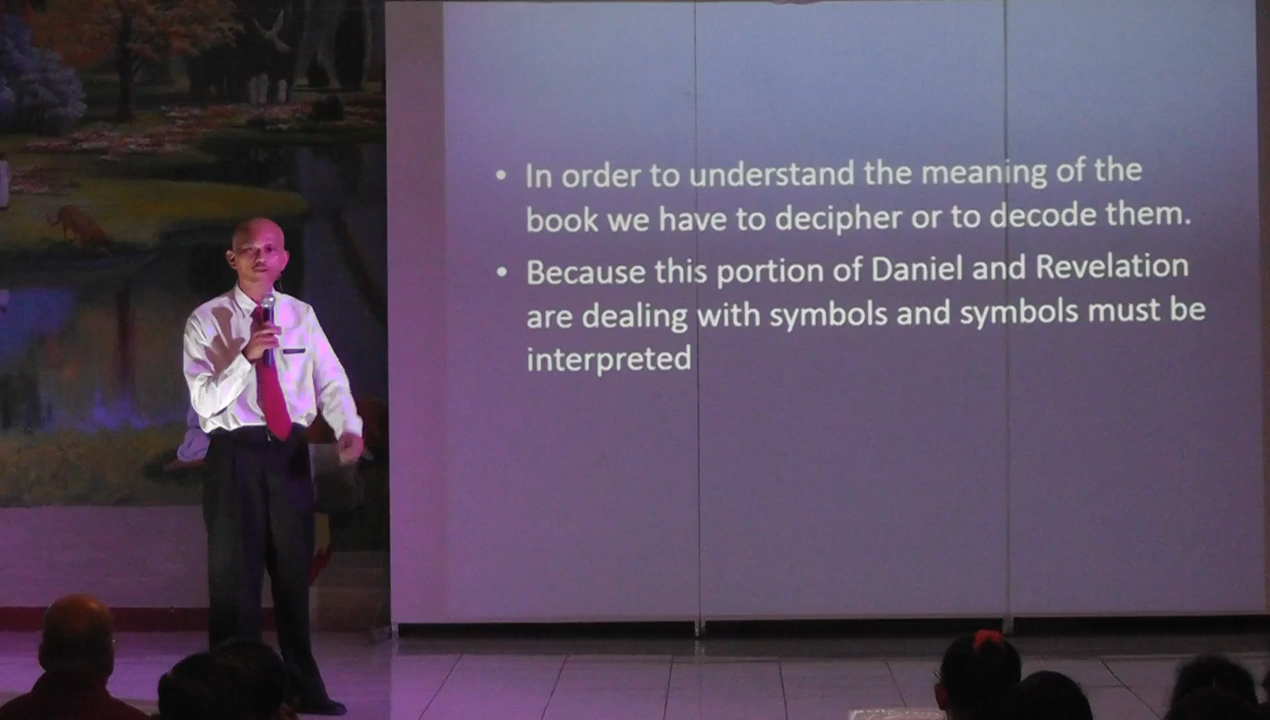 • In order to understand the meaning of the
book we have to decipher or to decode them.
• Because this portion of Daniel and Revelation
are dealing with symbols and symbols must be
interpreted